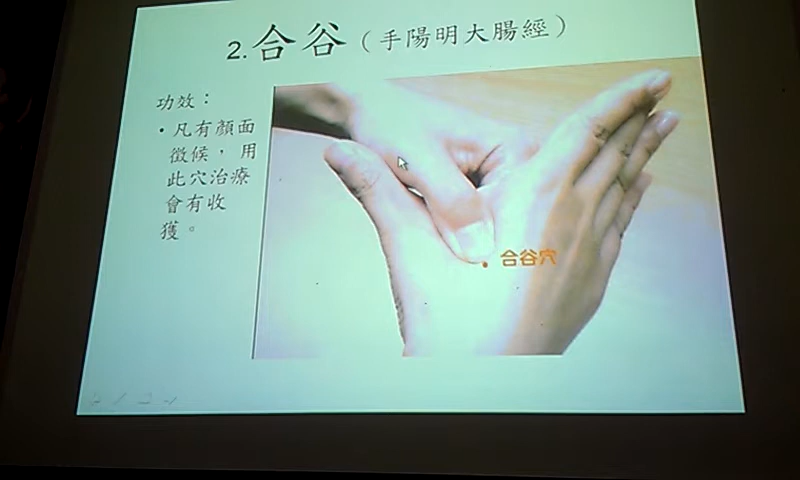 2.合谷（手陽明大腸經）
功效：
•凡有顏面
徵候，用
此穴治療
會有收
獲。
合谷穴